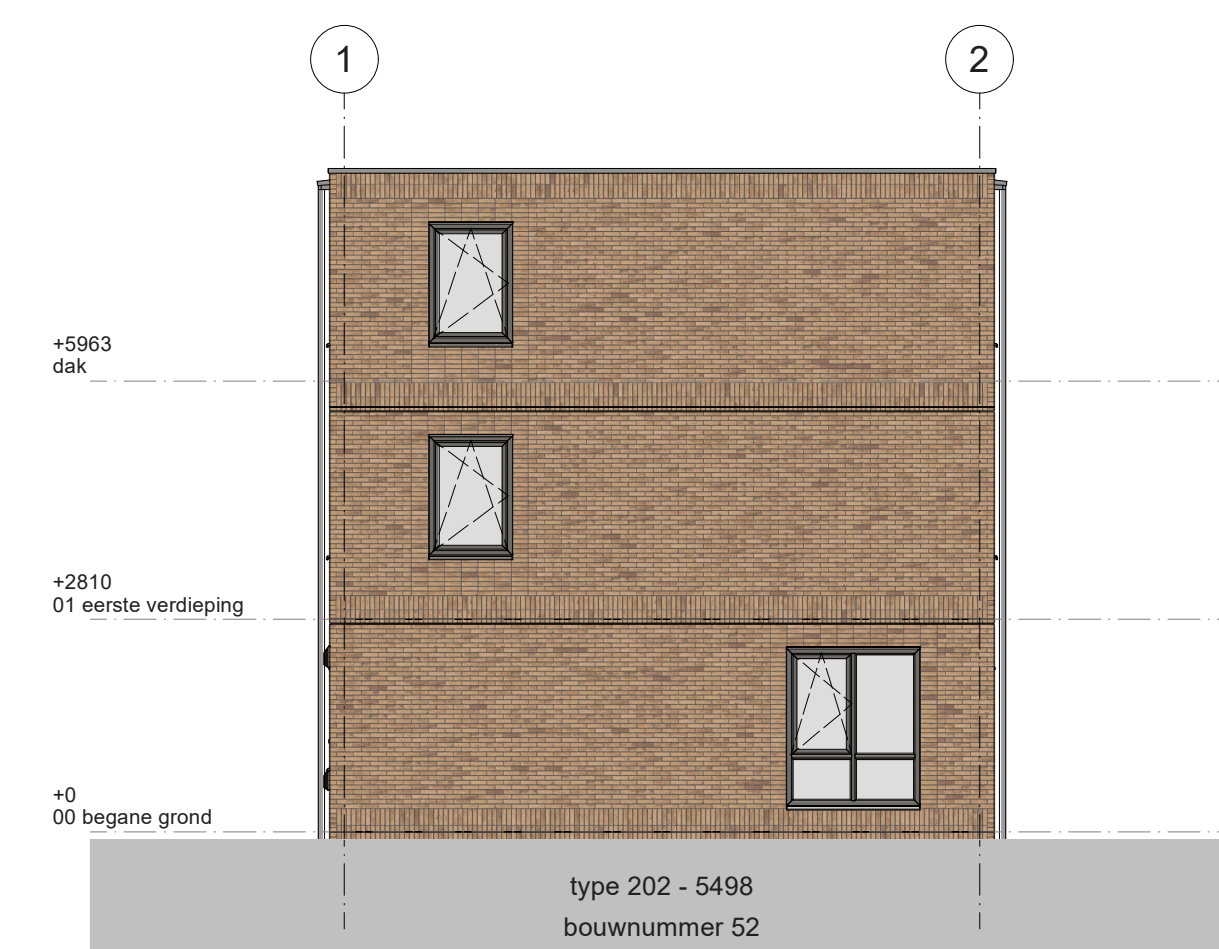 1
2
+5963
dak
+2810
01 eerste verdieping
+0
00 begane grond
type 202 - 5498
bouwnummer 52